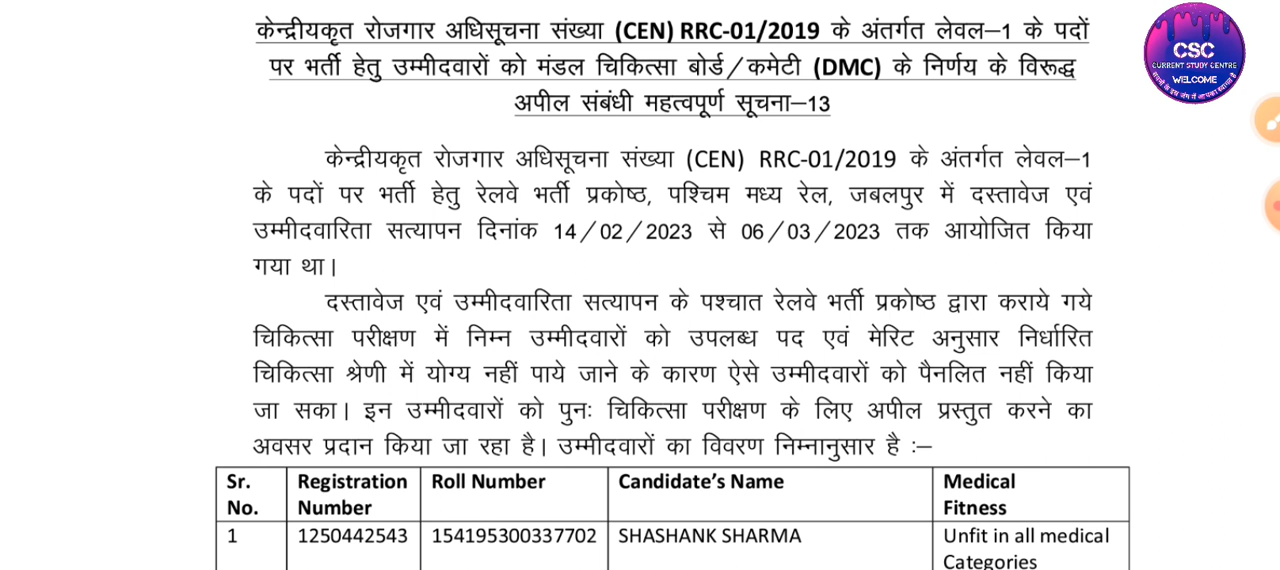 केन्द्रीयकृत रोजगार अधिसूचना संख्या (CEN) RRC-01/2019 के अंतर्गत लेवल–1 के पदों
पर भर्ती हेतु उम्मीदवारों को मंडल चिकित्सा बोर्ड/कमेटी (DMC) के निर्णय के विरूद्ध
अपील संबंधी महत्वपूर्ण सूचना–13
CSC
CURRENT STUDY CENTRE
WELCOME
केन्द्रीयकृत रोजगार अधिसूचना संख्या (CEN) RRC-01/2019 के अंतर्गत लेवल–1
के पदों पर भर्ती हेतु रेलवे भर्ती प्रकोष्ठ, पश्चिम मध्य रेल, जबलपुर में दस्तावेज एवं
उम्मीदवारिता सत्यापन दिनांक 14/02/2023 से 06/03/2023 तक आयोजित किया
गया था।
दस्तावेज एवं उम्मीदवारिता सत्यापन के पश्चात रेलवे भर्ती प्रकोष्ठ द्वारा कराये गये
चिकित्सा परीक्षण में निम्न उम्मीदवारों को उपलब्ध पद एवं मेरिट अनुसार निर्धारित
चिकित्सा श्रेणी में योग्य नहीं पाये जाने के कारण ऐसे उम्मीदवारों को पैनलित नहीं किया
जा सका। इन उम्मीदवारों को पुनः चिकित्सा परीक्षण के लिए अपील प्रस्तुत करने का
अवसर प्रदान किया जा रहा है। उम्मीदवारों का विवरण निम्नानुसार है :–
Sr. No. Registration Number Roll Number Candidate’s Name Medical Fitness
1 1250442543 154195300337702 SHASHANK SHARMA Unfit in all medical Categories